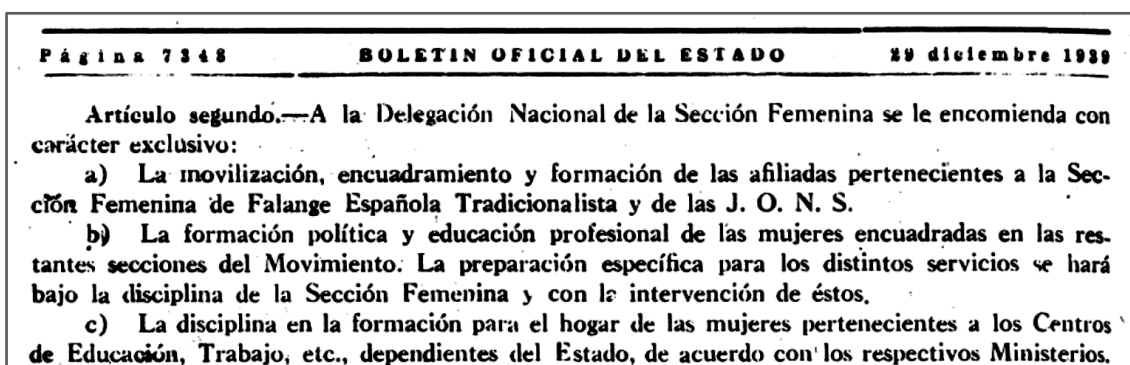 Página 7348 BOLETIN OFICIAL DEL ESTADO 29 diciembre 1939
Artículo segundo.—A la Delegación Nacional de la Sección Femenina se le encomienda con
carácter exclusivo:
a) La movilización, encuadramiento y formación de las afiliadas pertenecientes a la Sec-
ción Femenina de Falange Española Tradicionalista y de las J. O. N. S.
b) La formación política y educación profesional de las mujeres encuadradas en las res-
tantes secciones del Movimiento. La preparación específica para los distintos servicios se hará
bajo la disciplina de la Sección Femenina y con la intervención de éstos.
c) La disciplina en la formación para el hogar de las mujeres pertenecientes a los Centros
de Educación, Trabajo, etc., dependientes del Estado, de acuerdo con los respectivos Ministerios.